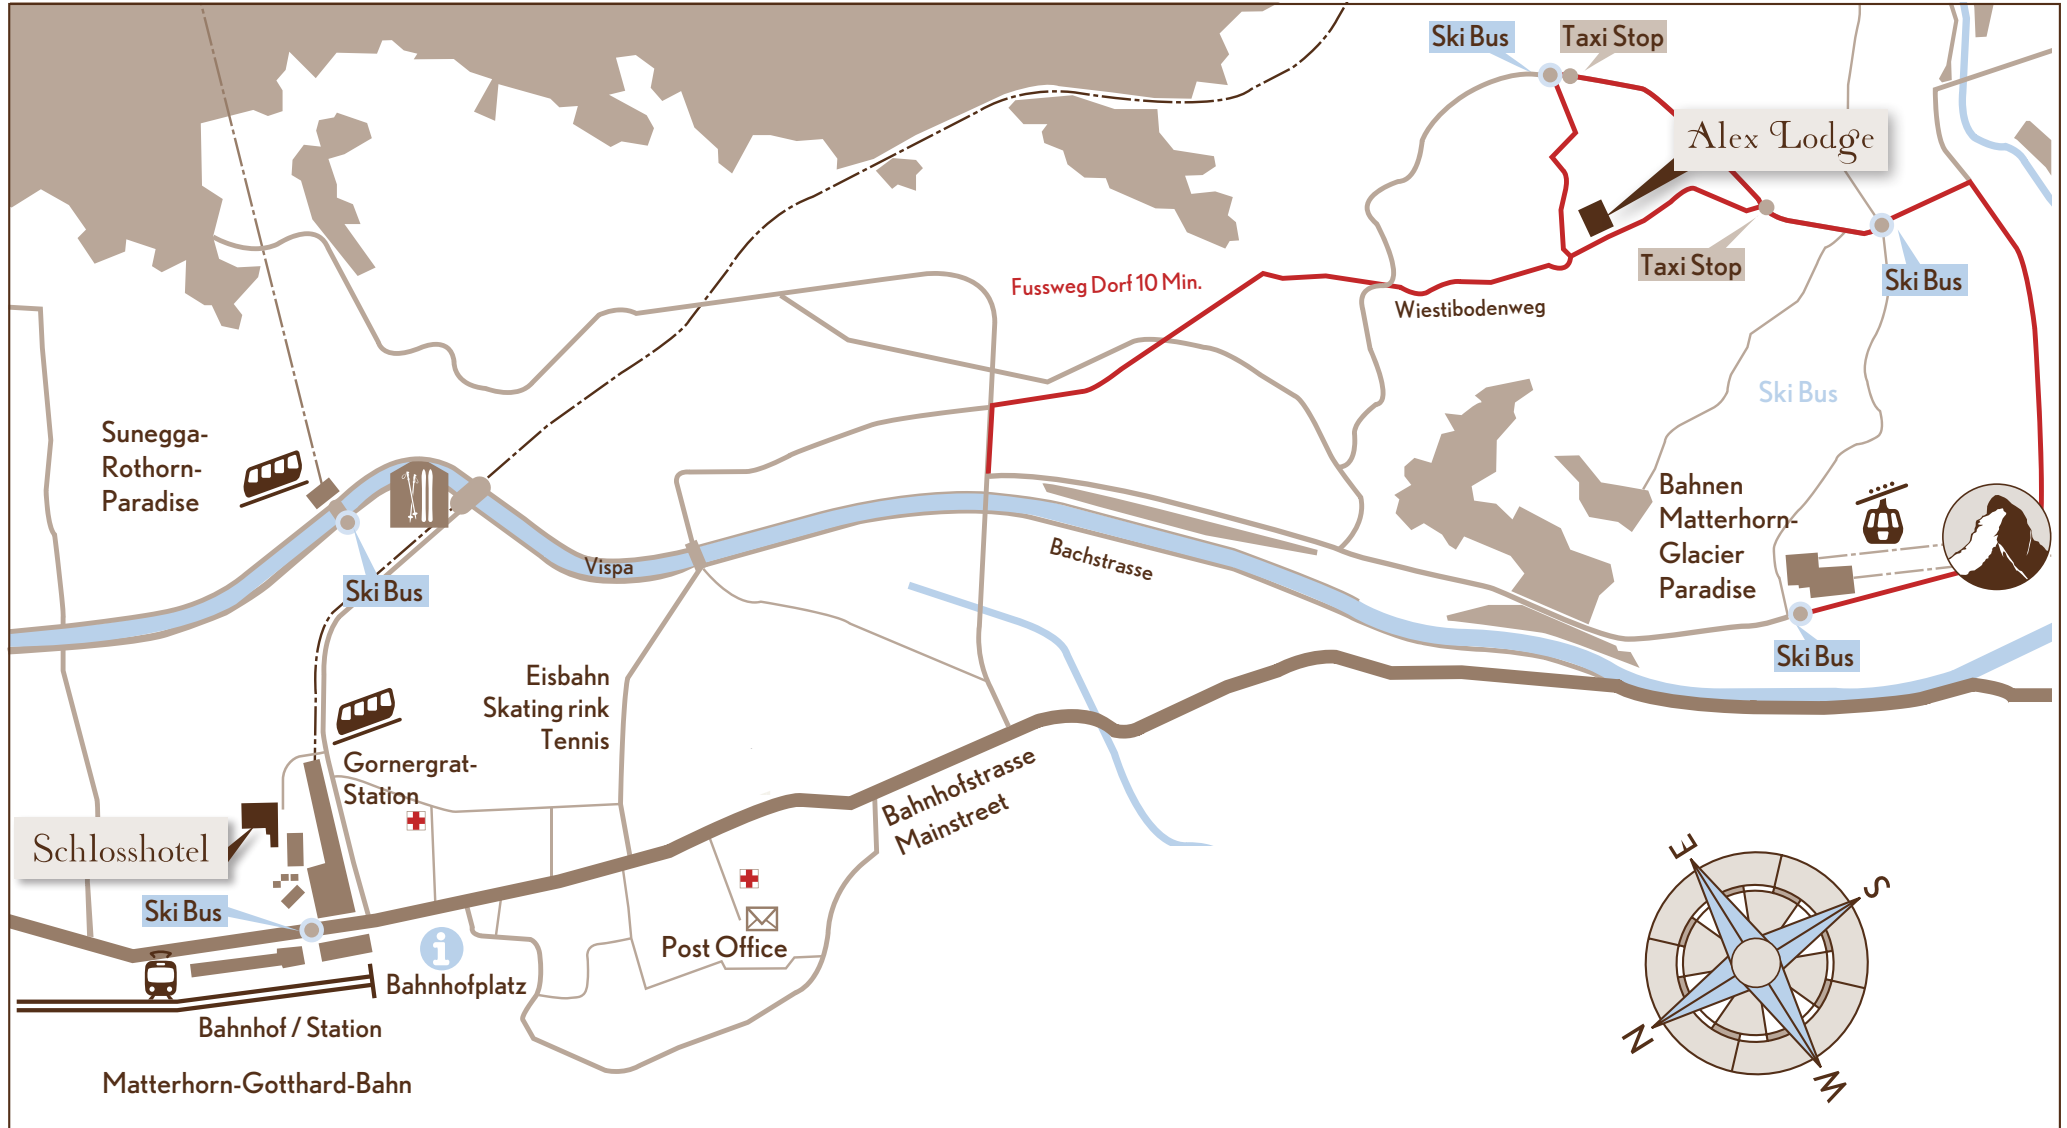 Ski Bus
Taxi Stop
Alex Lodge
Taxi Stop
Ski Bus
Fussweg Dorf 10 Min.
Wiestibodenweg
Ski Bus
Sunegga-
Rothorn-
Paradise
Ski Bus
Vispa
Bachstrasse
Bahnen
Matterhorn-
Glacier
Paradise
Ski Bus
Eisbahn
Skating rink
Tennis
Gornergrat-
Station
Bahnhofstrasse
Mainstreet
Schlosshotel
Ski Bus
Post Office
i
Bahnhofplatz
Bahnhof / Station
Matterhorn-Gotthard-Bahn
E
S
N
W